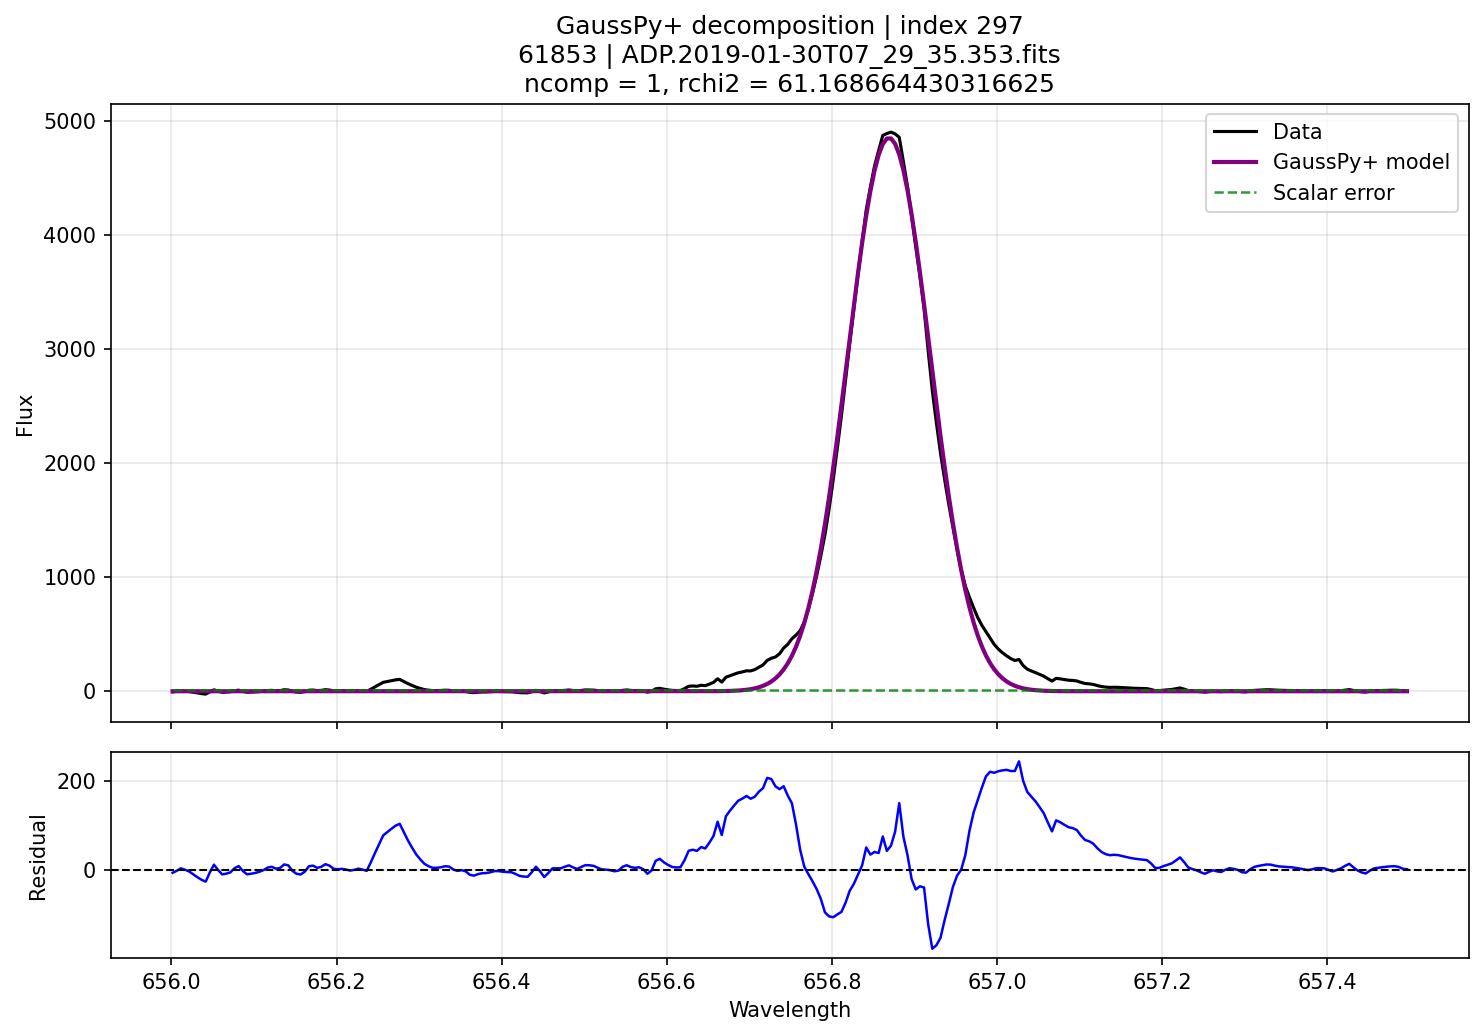 GaussPy+ decomposition | index 297
61853 | ADP.2019-01-30T07_29_35.353.fits
ncomp = 1, rchi2 = 61.168664430316625
Data
GaussPy+ model
Scalar error
5000
4000
3000
2000
1000
0
Flux
200
0
Residual
656.0 656.2 656.4 656.6 656.8 657.0 657.2 657.4
Wavelength